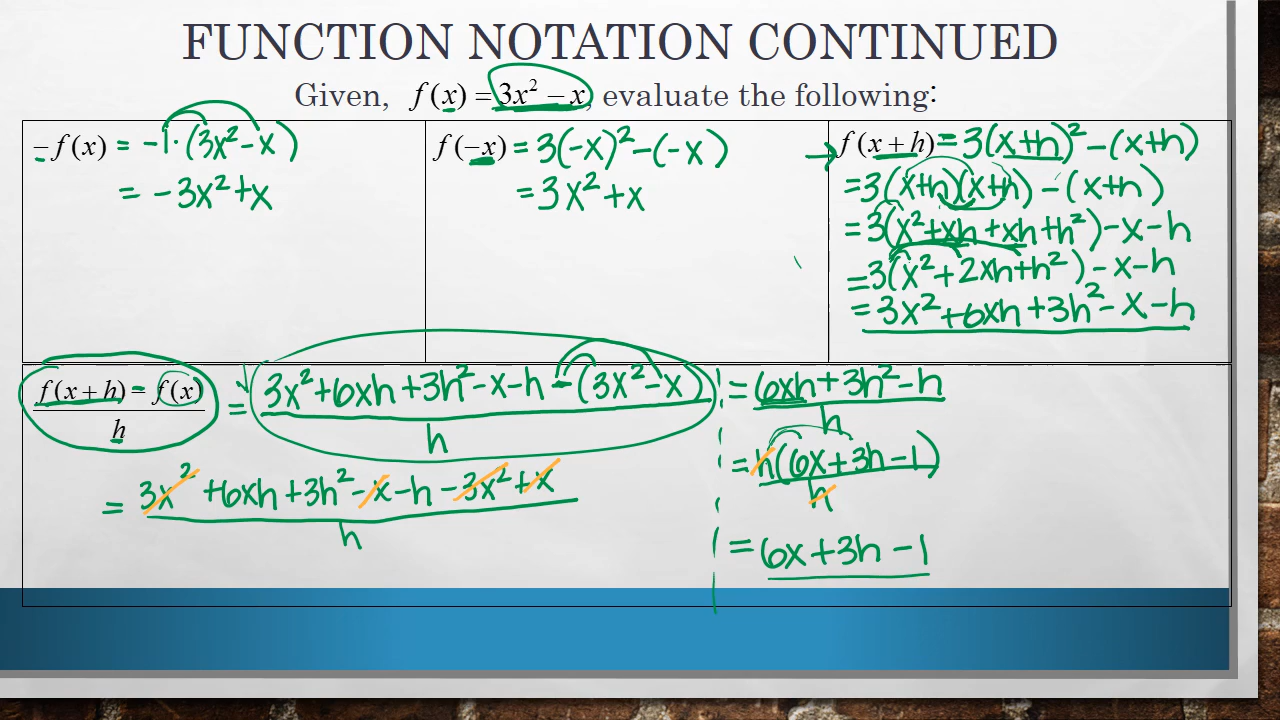 FUNCTION NOTATION CONTINUED
Given, f(x) = 3x² − x, evaluate the following:
−f(x) = −1·(3x² − x)
= −3x² + x
f(−x) = 3(−x)² − (−x)
= 3x² + x
→ f(x + h) = 3(x+h)² − (x+h)
= 3(x+h)(x+h) − (x+h)
= 3(x² + xh + xh + h²) − x − h
= 3(x² + 2xh + h²) − x − h
= 3x² + 6xh + 3h² − x − h
f(x + h) − f(x)
h
= 3x² + 6xh + 3h² − x − h − (3x² − x)
h
= 3x² + 6xh + 3h² − x − h − 3x² + x
h
= 6xh + 3h² − h
h
= h(6x + 3h − 1)
h
= 6x + 3h − 1